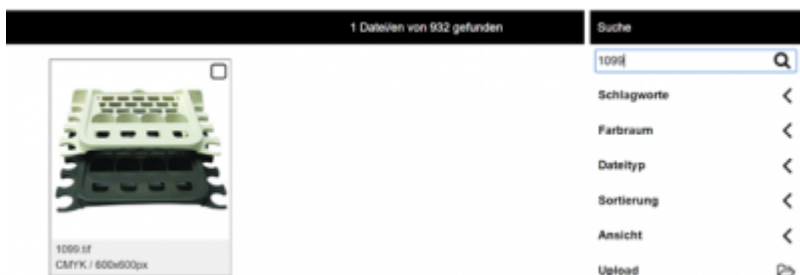 1 Datei/en von 932 gefunden
Suche
1099
Schlagworte
Farbraum
Dateityp
Sortierung
Ansicht
Upload
1099.tif
CMYK / 600x600px